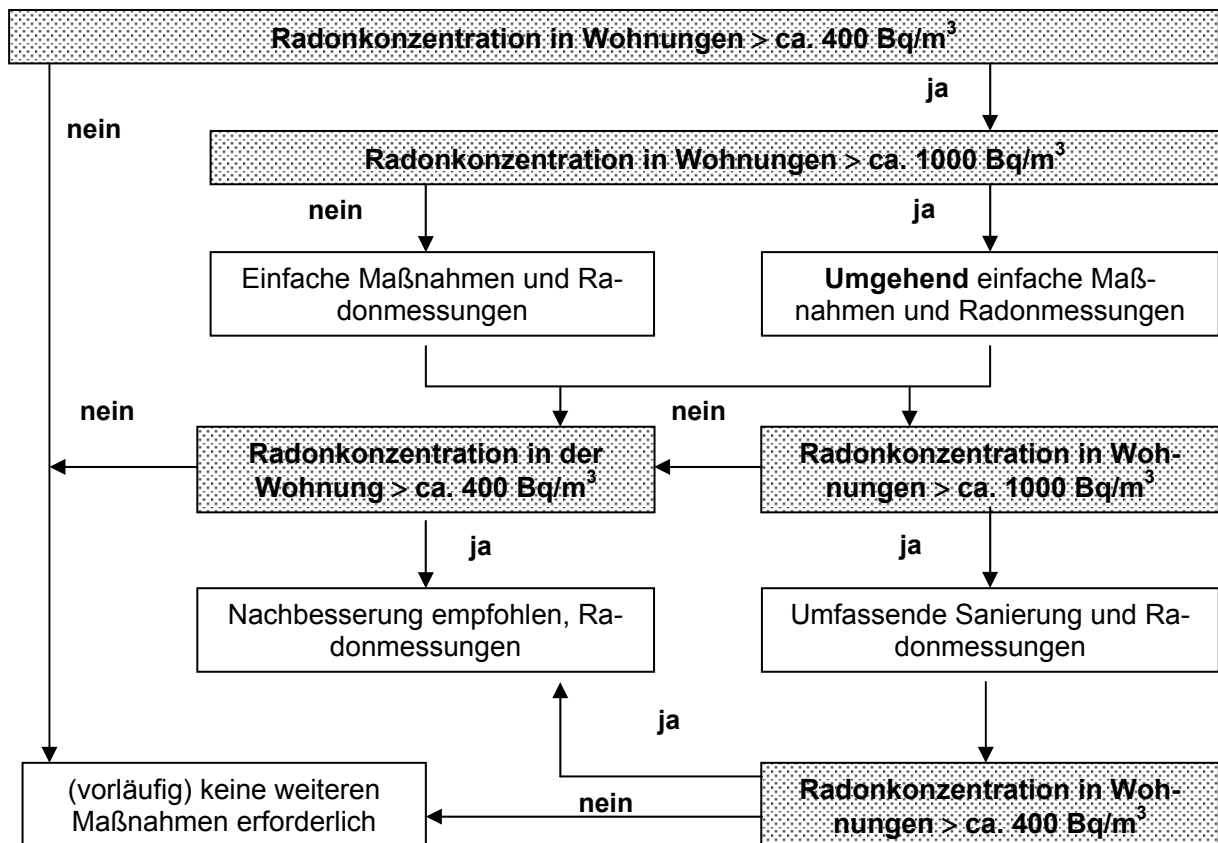 Radonkonzentration in Wohnungen > ca. 400 Bq/m³
ja
nein
Radonkonzentration in Wohnungen > ca. 1000 Bq/m³
nein
ja
Einfache Maßnahmen und Ra-
donmessungen
Umgehend einfache Maß-
nahmen und Radonmessungen
nein
nein
Radonkonzentration in der
Wohnung > ca. 400 Bq/m³
Radonkonzentration in Woh-
nungen > ca. 1000 Bq/m³
ja
ja
Nachbesserung empfohlen, Ra-
donmessungen
Umfassende Sanierung und Ra-
donmessungen
ja
(vorläufig) keine weiteren
Maßnahmen erforderlich
nein
Radonkonzentration in Woh-
nungen > ca. 400 Bq/m³